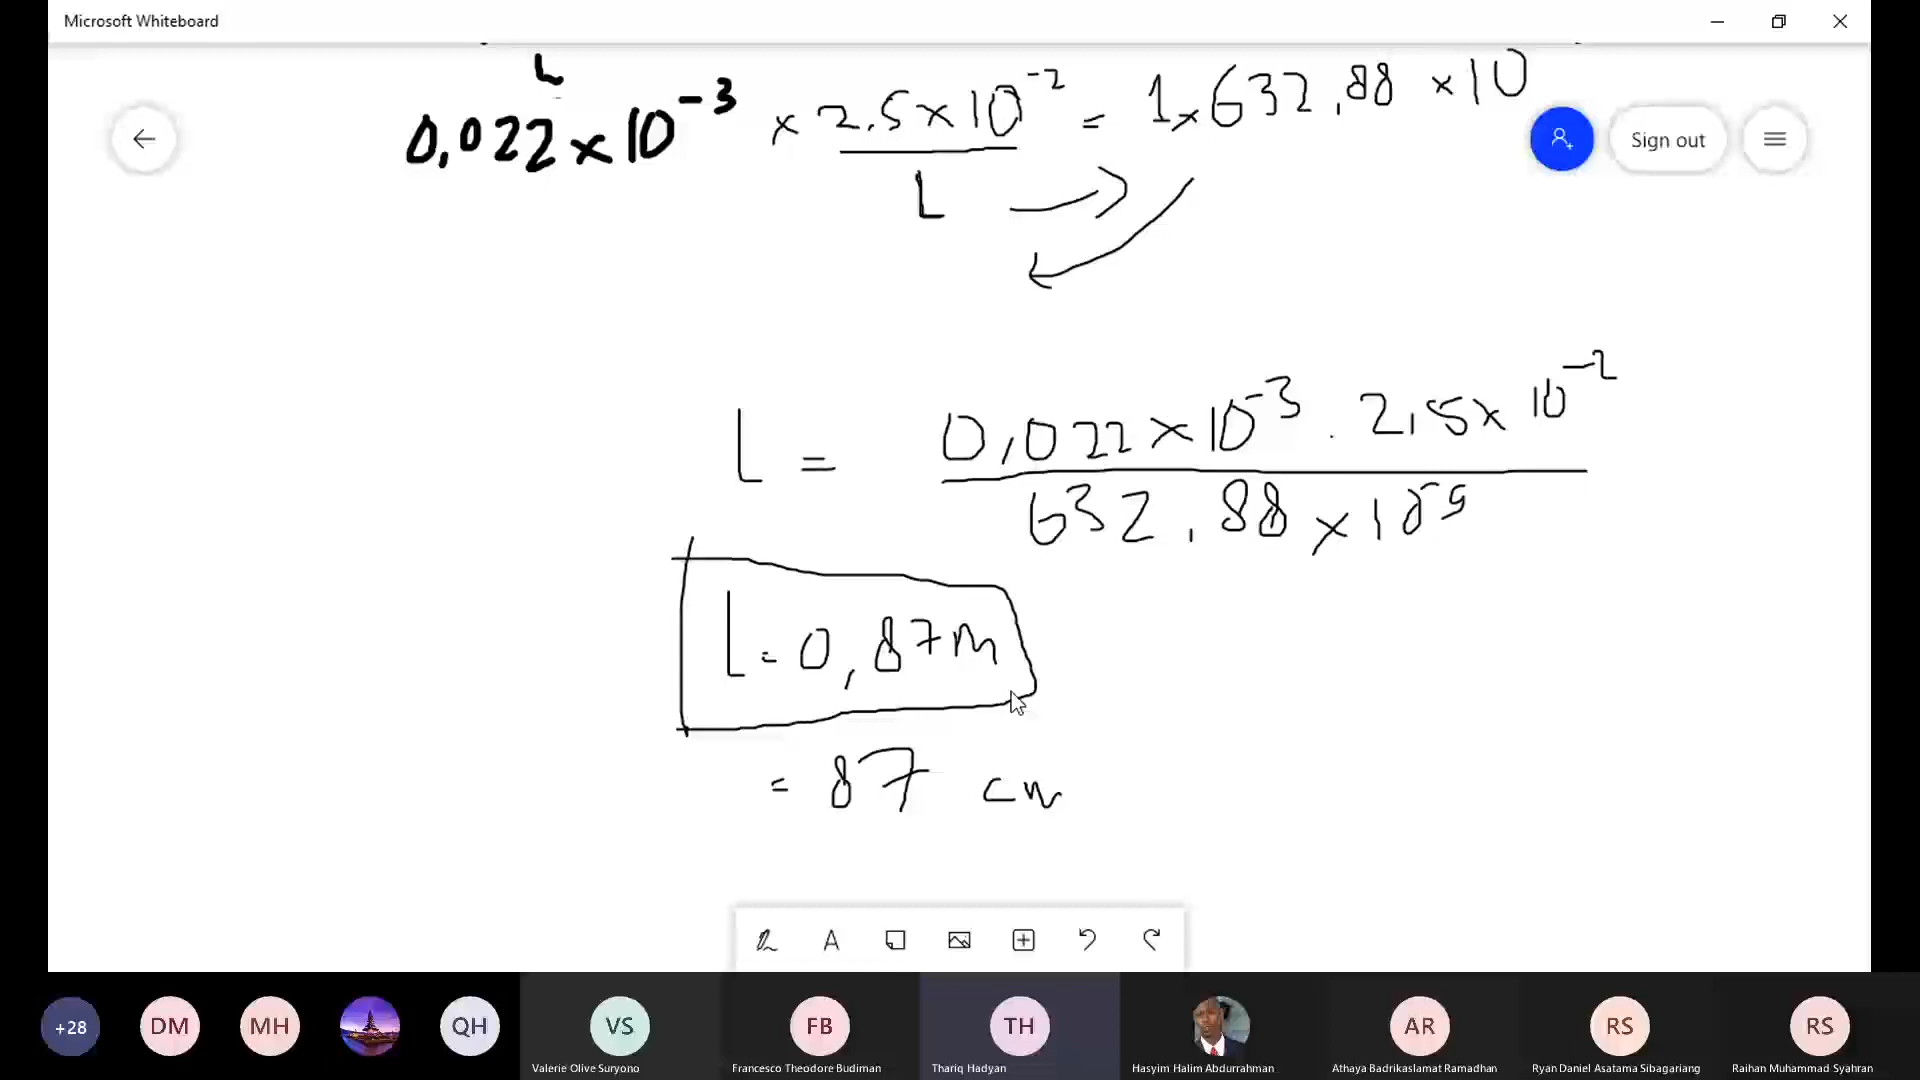 Microsoft Whiteboard
L
0,022 x 10^-3 x 2.5 x 10^-2 = 1 x 632,88 x 10
L
Sign out
L = 0,022 x 10^-3 . 2,5 x 10^-2
632,88 x 10^-9
L = 0,87 m
= 87 cm
A
+28
DM
MH
QH
VS
FB
TH
AR
RS
RS
Valerie Olive Suryono
Francesco Theodore Budiman
Thariq Hadyan
Hasyim Halim Abdurrahman
Athaya Badrikaslamat Ramadhan
Ryan Daniel Asatama Sibagariang
Raihan Muhammad Syahran